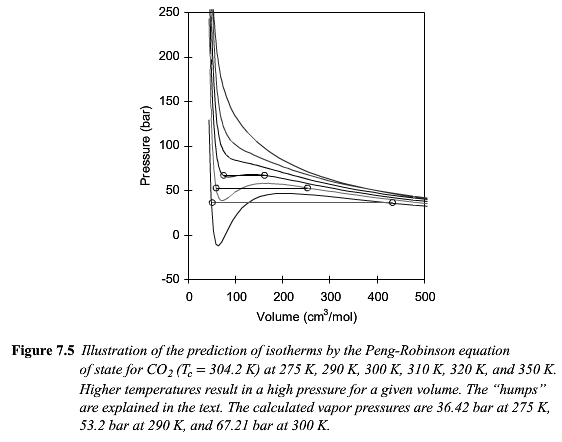 250
200
150
100
50
0
-50
Pressure (bar)
0 100 200 300 400 500
Volume (cm³/mol)
Figure 7.5 Illustration of the prediction of isotherms by the Peng-Robinson equation
of state for CO₂ (T꜀ = 304.2 K) at 275 K, 290 K, 300 K, 310 K, 320 K, and 350 K.
Higher temperatures result in a high pressure for a given volume. The “humps”
are explained in the text. The calculated vapor pressures are 36.42 bar at 275 K,
53.2 bar at 290 K, and 67.21 bar at 300 K.